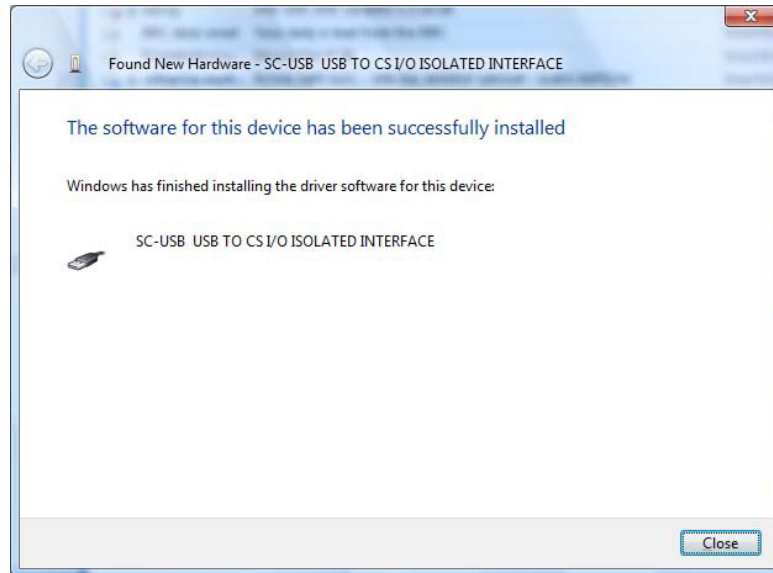 Found New Hardware - SC-USB  USB TO CS I/O ISOLATED INTERFACE
The software for this device has been successfully installed
Windows has finished installing the driver software for this device:
SC-USB  USB TO CS I/O ISOLATED INTERFACE
Close